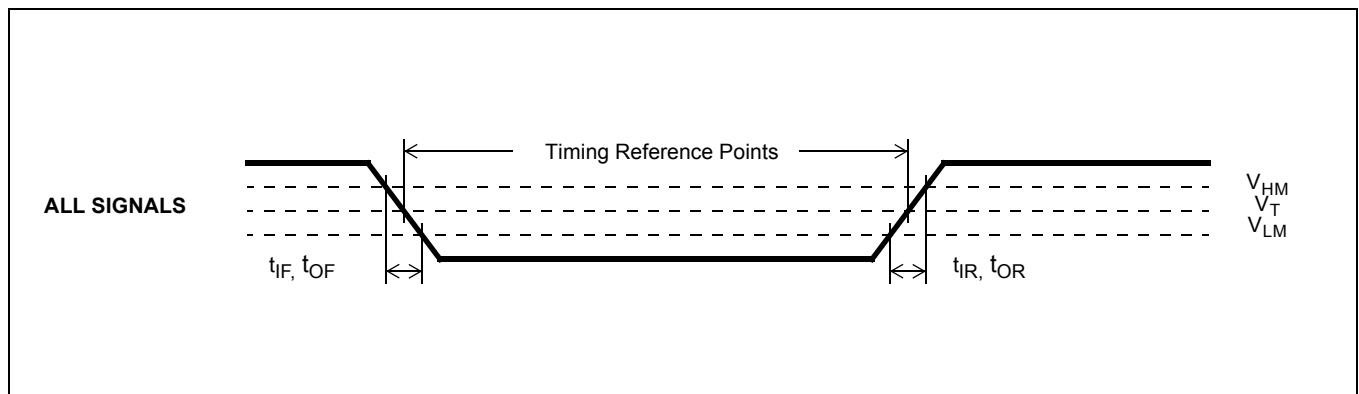 Timing Reference Points
V_HM
ALL SIGNALS
V_T
V_LM
t_IF, t_OF
t_IR, t_OR